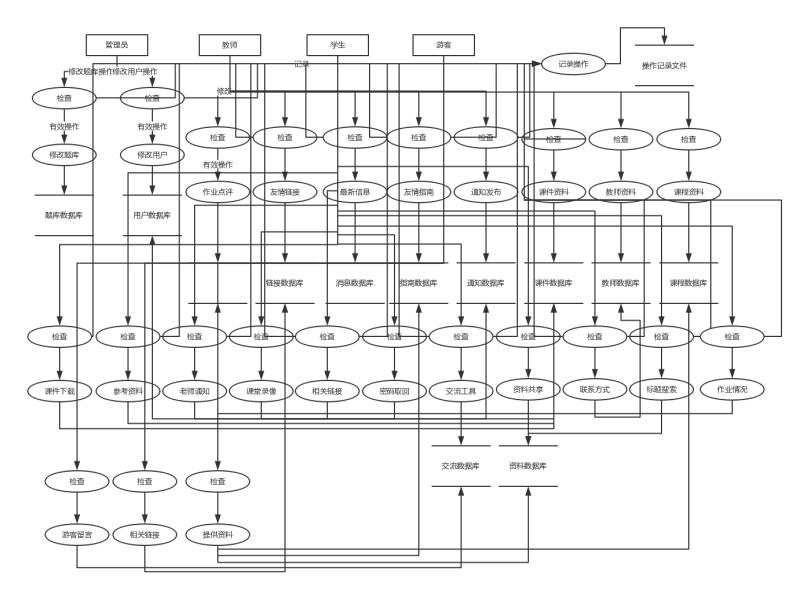 管理员
教师
学生
游客
记录
记录操作
操作记录文件
修改题库操作
修改用户操作
修改
检查
检查
有效操作
有效操作
检查
检查
检查
检查
检查
检查
检查
检查
修改题库
修改用户
有效操作
作业点评
友情链接
最新信息
友情指南
通知发布
课件资料
教师资料
课程资料
题库数据库
用户数据库
链接数据库
消息数据库
指南数据库
通知数据库
课件数据库
教师数据库
课程数据库
检查
检查
检查
检查
检查
检查
检查
检查
检查
检查
检查
课件下载
参考资料
老师通知
课堂录像
相关链接
密码取回
交流工具
资料共享
联系方式
标题搜索
作业情况
交流数据库
资料数据库
检查
检查
检查
游客留言
相关链接
提供资料